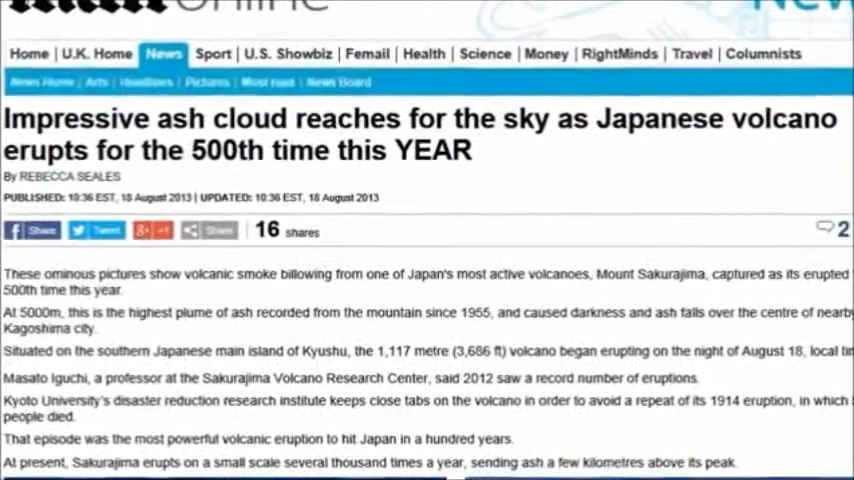 Home | U.K. Home News Sport | U.S. Showbiz | Femail | Health | Science | Money | RightMinds | Travel | Columnists
News Home | Arts | Headlines | Pictures | Most read | News Board
Impressive ash cloud reaches for the sky as Japanese volcano
erupts for the 500th time this YEAR
By REBECCA SEALES
PUBLISHED: 10:36 EST, 18 August 2013 | UPDATED: 10:36 EST, 18 August 2013
Share Tweet +1 Share 16 shares 2
These ominous pictures show volcanic smoke billowing from one of Japan's most active volcanoes, Mount Sakurajima, captured as its erupted
500th time this year.
At 5000m, this is the highest plume of ash recorded from the mountain since 1955, and caused darkness and ash falls over the centre of nearby
Kagoshima city.
Situated on the southern Japanese main island of Kyushu, the 1,117 metre (3,686 ft) volcano began erupting on the night of August 18, local
Masato Iguchi, a professor at the Sakurajima Volcano Research Center, said 2012 saw a record number of eruptions.
Kyoto University's disaster reduction research institute keeps close tabs on the volcano in order to avoid a repeat of its 1914 eruption, in which
people died.
That episode was the most powerful volcanic eruption to hit Japan in a hundred years.
At present, Sakurajima erupts on a small scale several thousand times a year, sending ash a few kilometres above its peak.